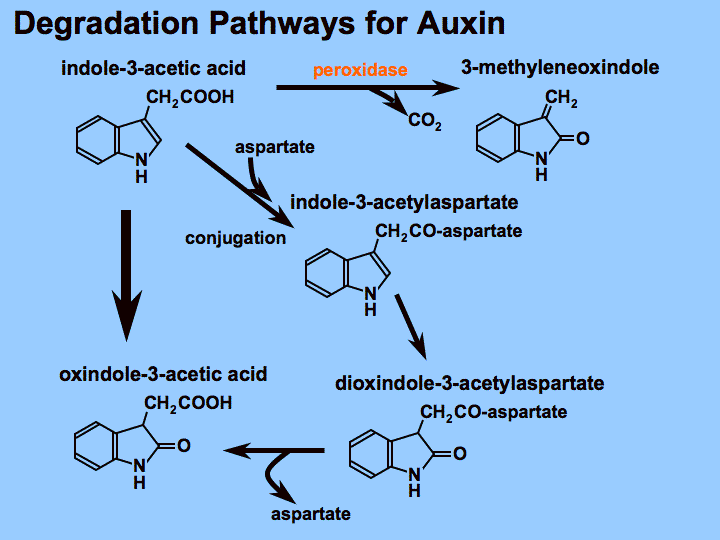 Degradation Pathways for Auxin
indole-3-acetic acid
peroxidase
3-methyleneoxindole
CH₂COOH
CO₂
CH₂
O
N
H
N
H
aspartate
conjugation
indole-3-acetylaspartate
CH₂CO-aspartate
N
H
oxindole-3-acetic acid
CH₂COOH
O
N
H
dioxindole-3-acetylaspartate
CH₂CO-aspartate
O
N
H
aspartate